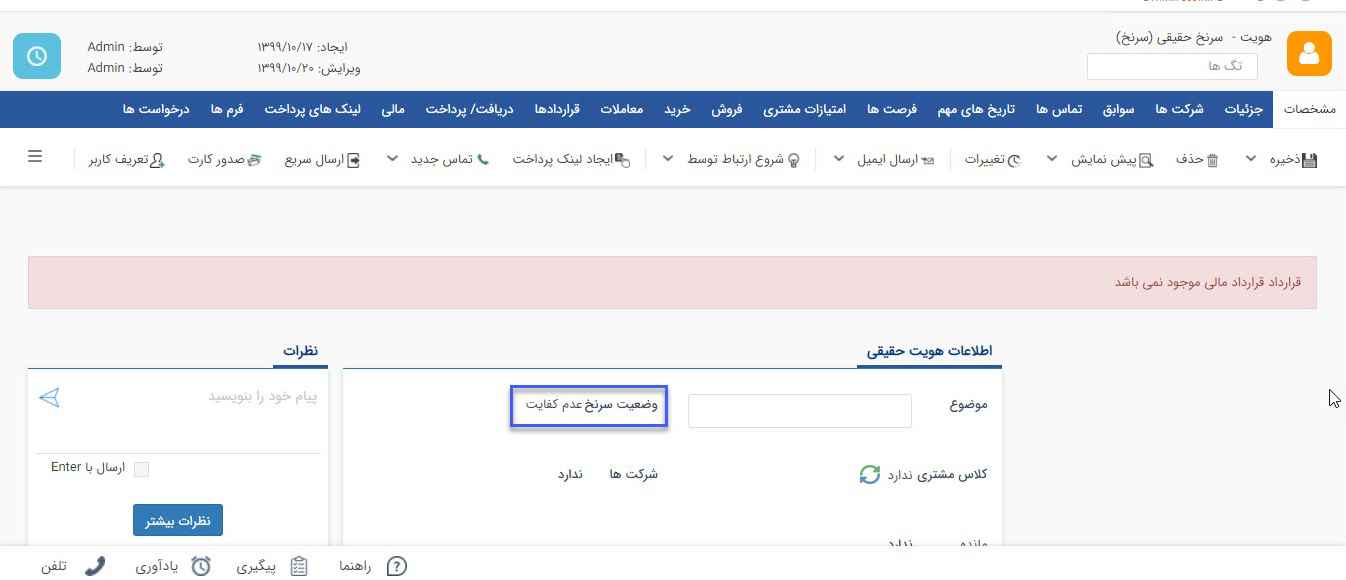 هویت - سرنخ حقیقی (سرنخ)
تگ ها
ایجاد: ۱۳۹۹/۱۰/۱۷ توسط: Admin
ویرایش: ۱۳۹۹/۱۰/۲۰ توسط: Admin
مشخصات جزئیات شرکت ها سوابق تماس ها تاریخ های مهم فرصت ها امتیازات مشتری فروش خرید معاملات قراردادها دریافت/ پرداخت مالی لینک های پرداخت فرم ها درخواست ها
ذخیره حذف پیش نمایش تغییرات ارسال ایمیل شروع ارتباط توسط ایجاد لینک پرداخت تماس جدید ارسال سریع صدور کارت تعریف کاربر
قرارداد قرارداد مالی موجود نمی باشد
اطلاعات هویت حقیقی
موضوع
وضعیت سرنخ عدم کفایت
کلاس مشتری ندارد
شرکت ها ندارد
مانده ندارد
نظرات
پیام خود را بنویسید
ارسال با Enter
نظرات بیشتر
راهنما پیگیری یادآوری تلفن